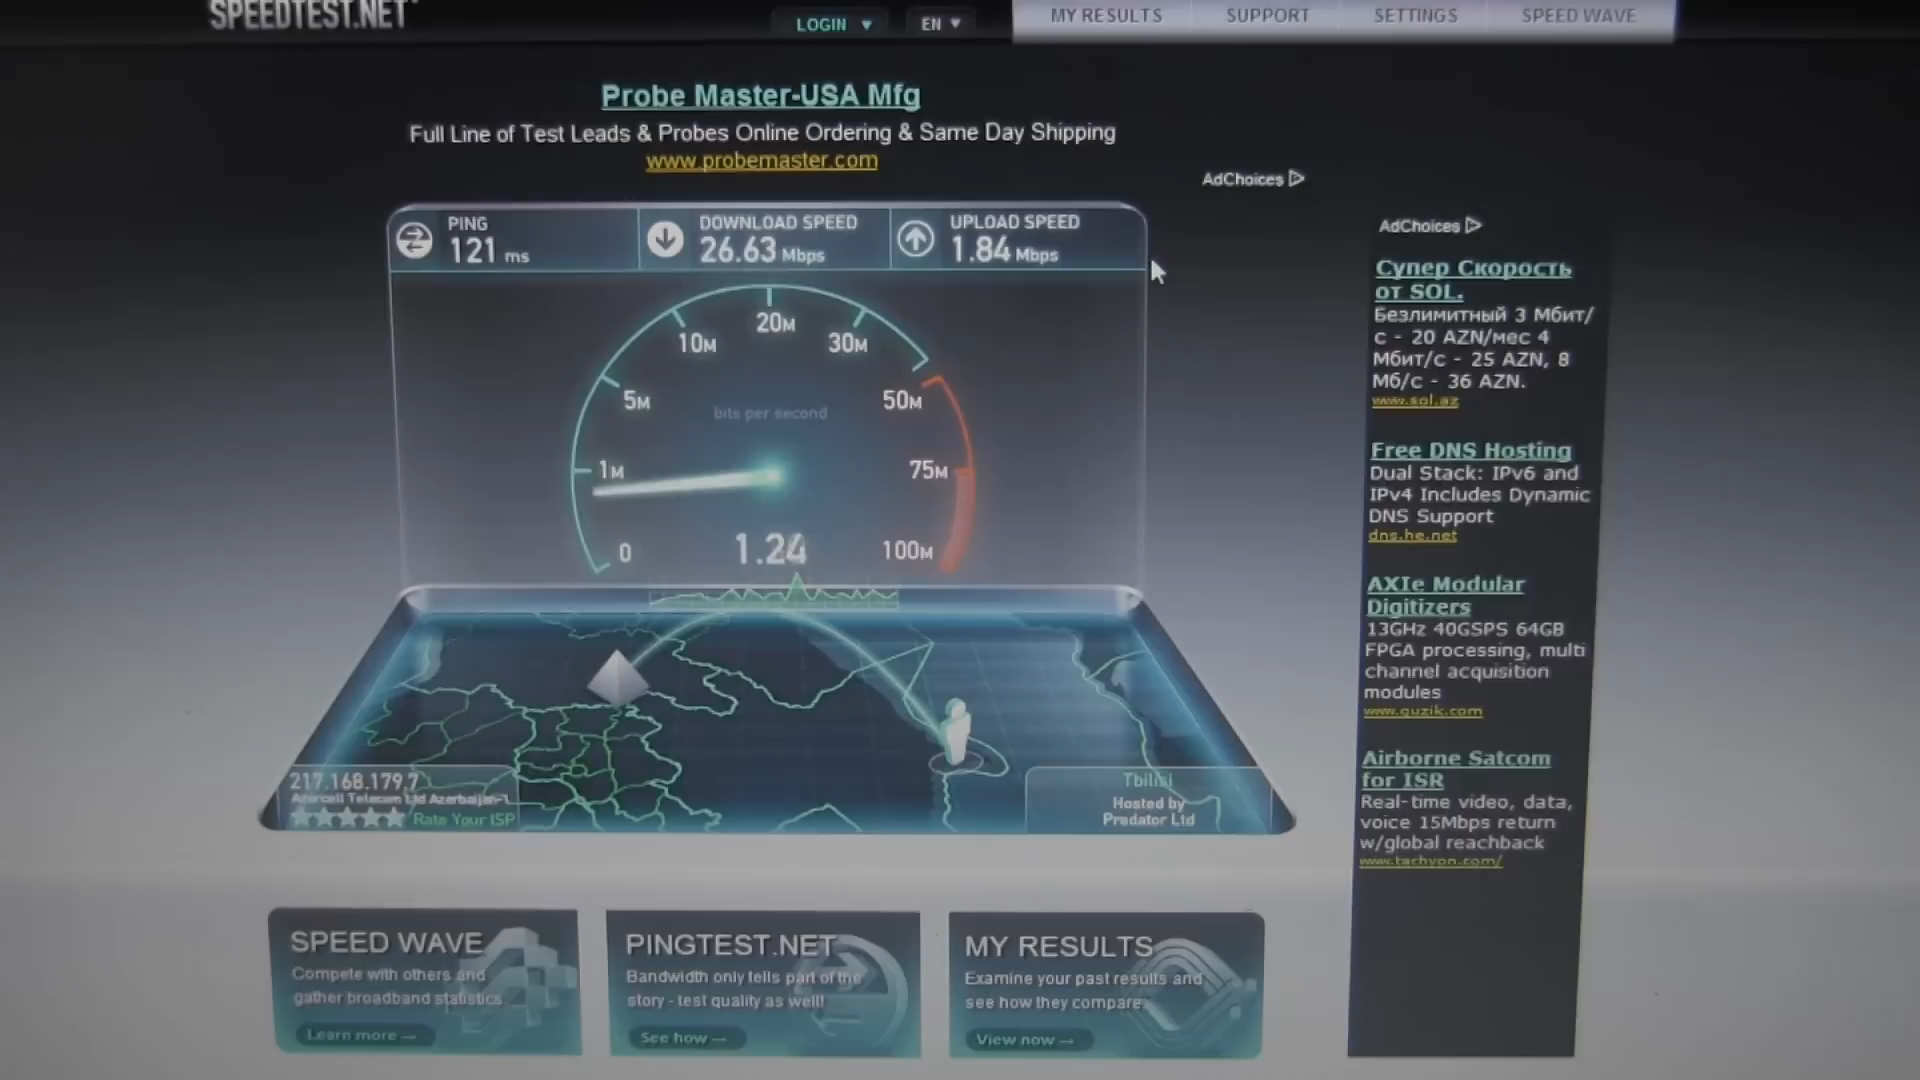 SPEEDTEST.NET
LOGIN
EN
MY RESULTS
SUPPORT
SETTINGS
SPEED WAVE
Probe Master-USA Mfg
Full Line of Test Leads & Probes Online Ordering & Same Day Shipping
www.probemaster.com
AdChoices
PING
121 ms
DOWNLOAD SPEED
26.63 Mbps
UPLOAD SPEED
1.84 Mbps
20M
10M
30M
5M
50M
bits per second
1M
75M
0
1.24
100M
217.168.179.7
Azercell Telecom Ltd Azerbaijan-1
Rate Your ISP
Tbilisi
Hosted by
Predator Ltd
AdChoices
Супер Скорость
от SOL.
Безлимитный 3 Мбит/
с - 20 AZN/мес 4
Мбит/с - 25 AZN, 8
Мб/с - 36 AZN.
www.sol.az
Free DNS Hosting
Dual Stack: IPv6 and
IPv4 Includes Dynamic
DNS Support
dns.he.net
AXIe Modular
Digitizers
13GHz 40GSPS 64GB
FPGA processing, multi
channel acquisition
modules
www.guzik.com
Airborne Satcom
for ISR
Real-time video, data,
voice 15Mbps return
w/global reachback
www.tachyon.com/
SPEED WAVE
Compete with others and
gather broadband statistics
Learn more →
PINGTEST.NET
Bandwidth only tells part of the
story - test quality as well!
See how →
MY RESULTS
Examine your past results and
see how they compare.
View now →